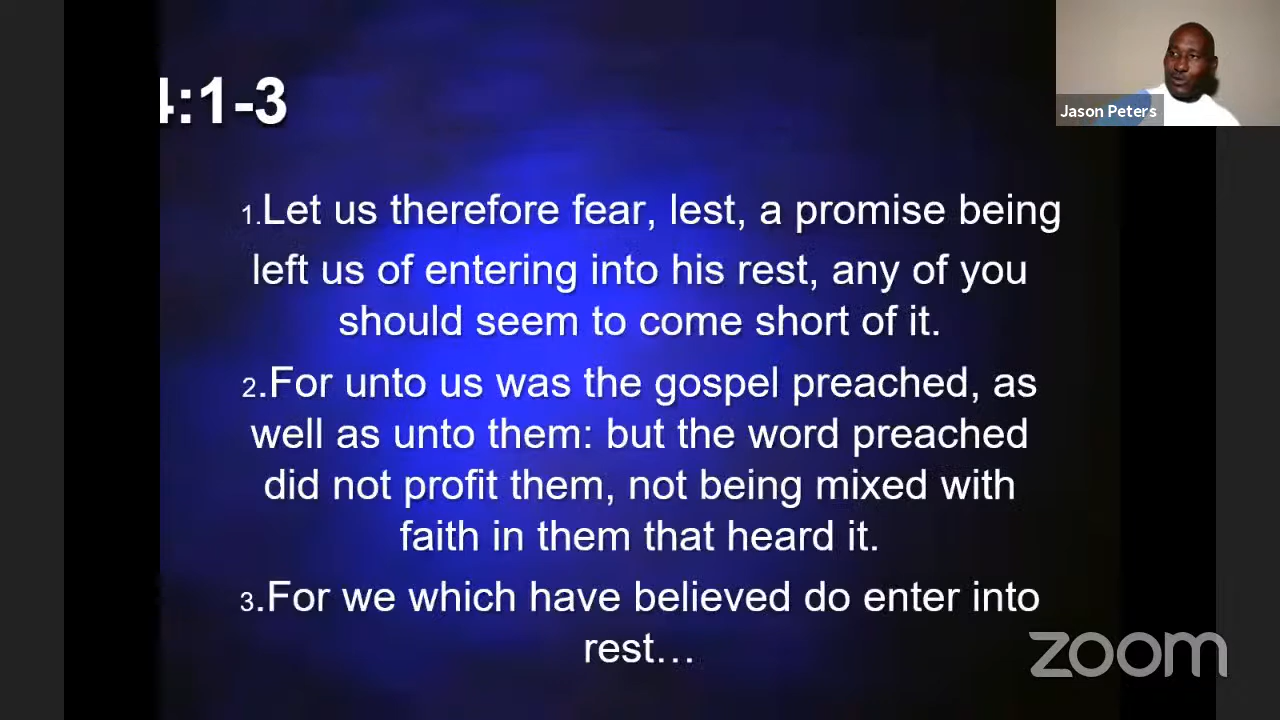 4:1-3
Jason Peters
1.Let us therefore fear, lest, a promise being
left us of entering into his rest, any of you
should seem to come short of it.
2.For unto us was the gospel preached, as
well as unto them: but the word preached
did not profit them, not being mixed with
faith in them that heard it.
3.For we which have believed do enter into
rest…
zoom